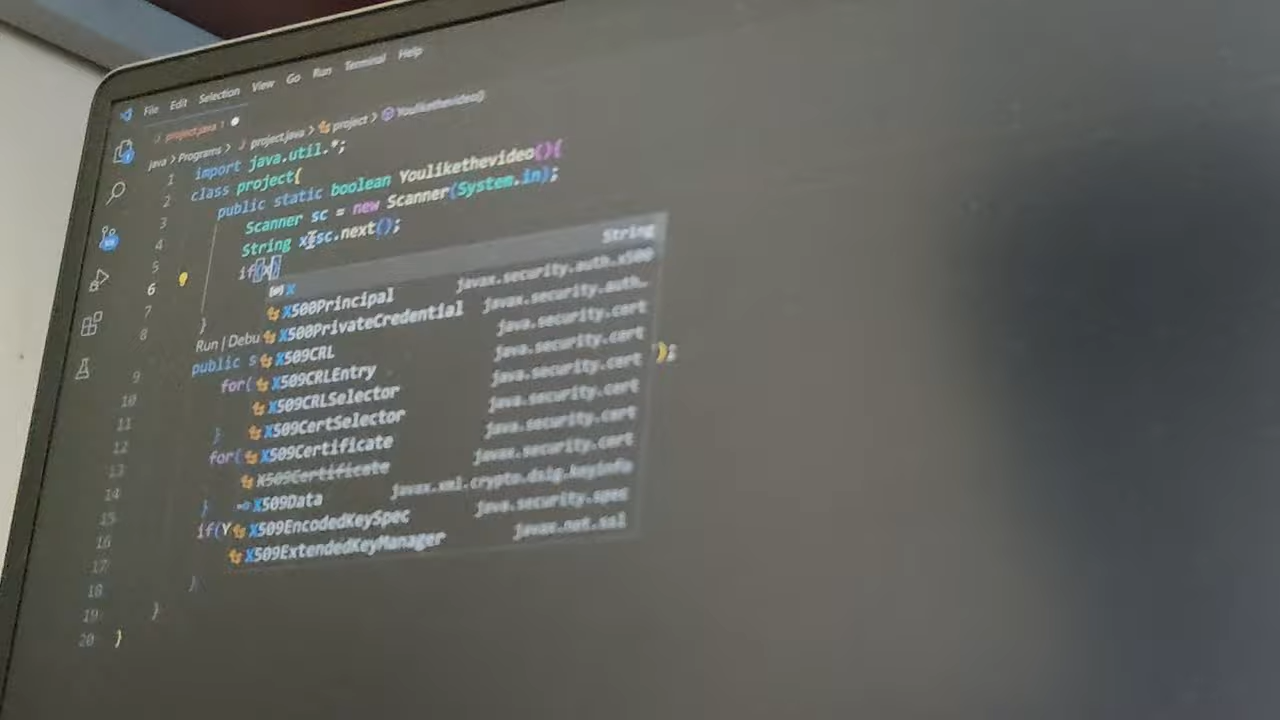 File Edit Selection View Go Run Terminal Help
project.java 1
java > Programs > J project.java > project > Youlikethevideo()
1 import java.util.*;
2 class project{
3 public static boolean Youlikethevideo(){
4 Scanner sc = new Scanner(System.in);
5 String x=sc.next();
6 if(x)
x String
X500Principal javax.security.auth.x500
X500PrivateCredential javax.security.auth…
X509CRL java.security.cert
X509CRLEntry java.security.cert
X509CRLSelector java.security.cert
X509CertSelector java.security.cert
X509Certificate java.security.cert
X509Certificate javax.security.cert
X509Data javax.xml.crypto.dsig.keyinfo
X509EncodedKeySpec java.security.spec
X509ExtendedKeyManager javax.net.ssl
7
8 }
Run | Debu
9 public s
10 for( );
11
12 }
13 for(
14
15 }
16 if(Y
17
18 }
19 }
20 }